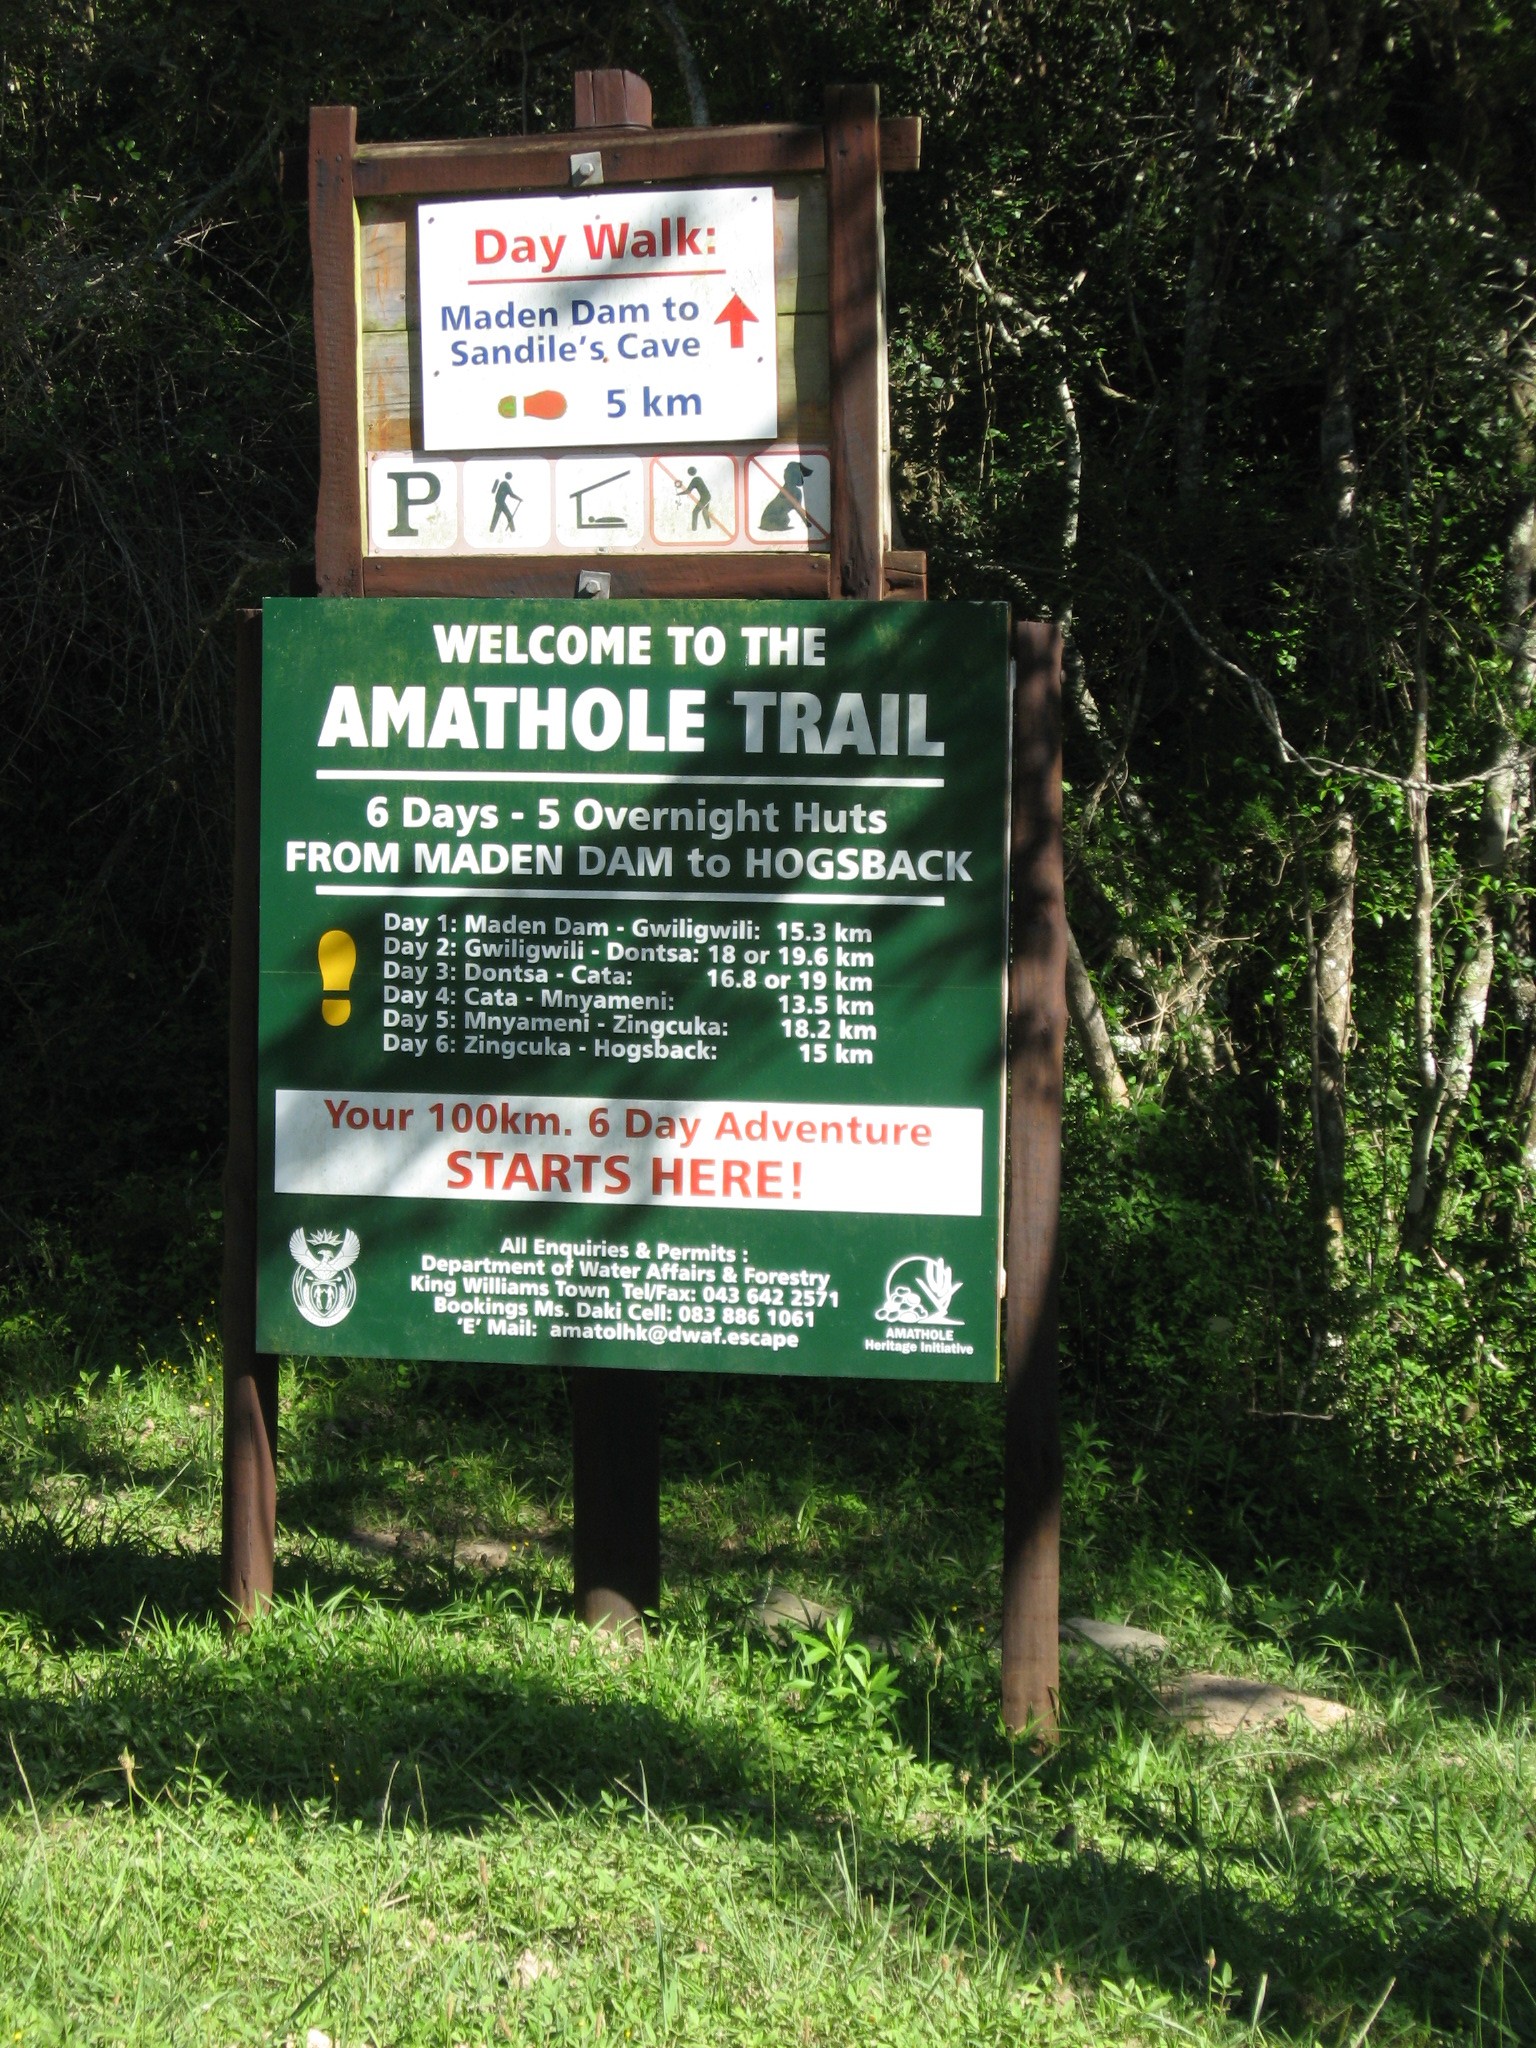 Day Walk:
Maden Dam to
Sandile's Cave
5 km
P
WELCOME TO THE
AMATHOLE TRAIL
6 Days - 5 Overnight Huts
FROM MADEN DAM to HOGSBACK
Day 1: Maden Dam - Gwiligwili: 15.3 km
Day 2: Gwiligwili - Dontsa: 18 or 19.6 km
Day 3: Dontsa - Cata: 16.8 or 19 km
Day 4: Cata - Mnyameni: 13.5 km
Day 5: Mnyameni - Zingcuka: 18.2 km
Day 6: Zingcuka - Hogsback: 15 km
Your 100km. 6 Day Adventure
STARTS HERE!
All Enquiries & Permits :
Department of Water Affairs & Forestry
King Williams Town Tel/Fax: 043 642 2571
Bookings Ms. Daki Cell: 083 886 1061
'E' Mail: amatolhk@dwaf.escape
AMATHOLE
Heritage Initiative